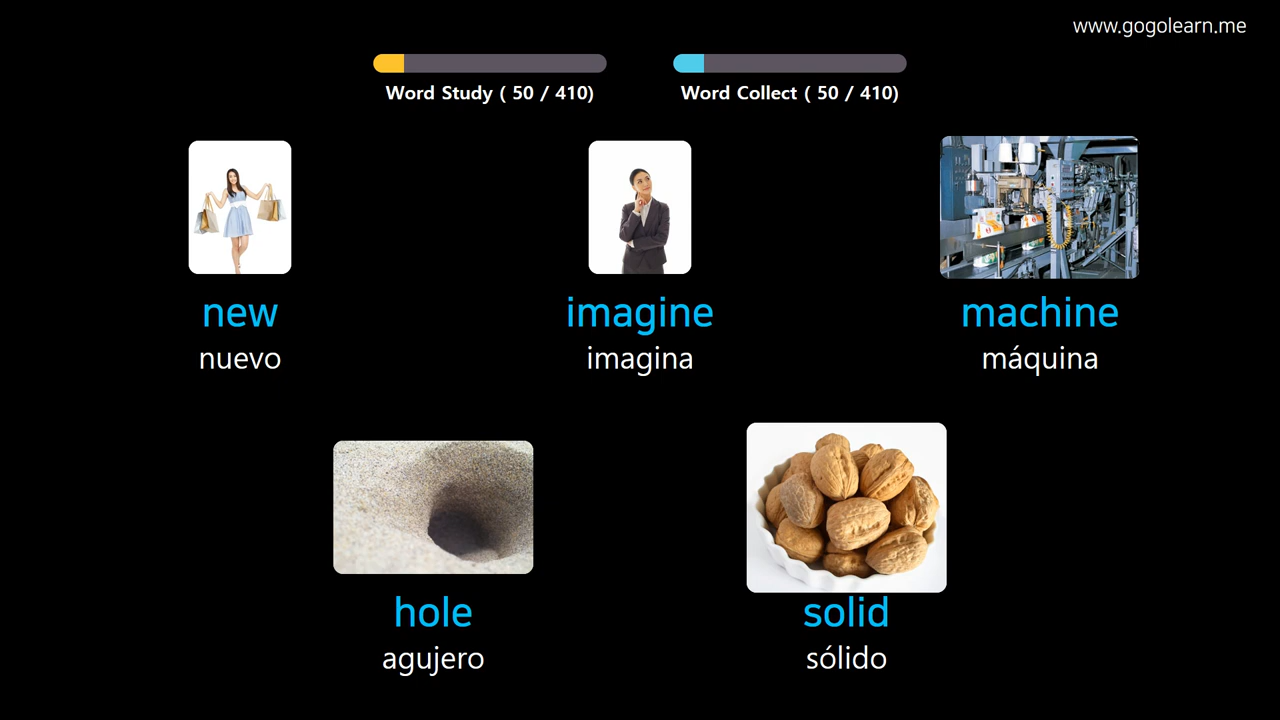 www.gogolearn.me
Word Study ( 50 / 410)
Word Collect ( 50 / 410)
new
nuevo
imagine
imagina
machine
máquina
hole
agujero
solid
sólido